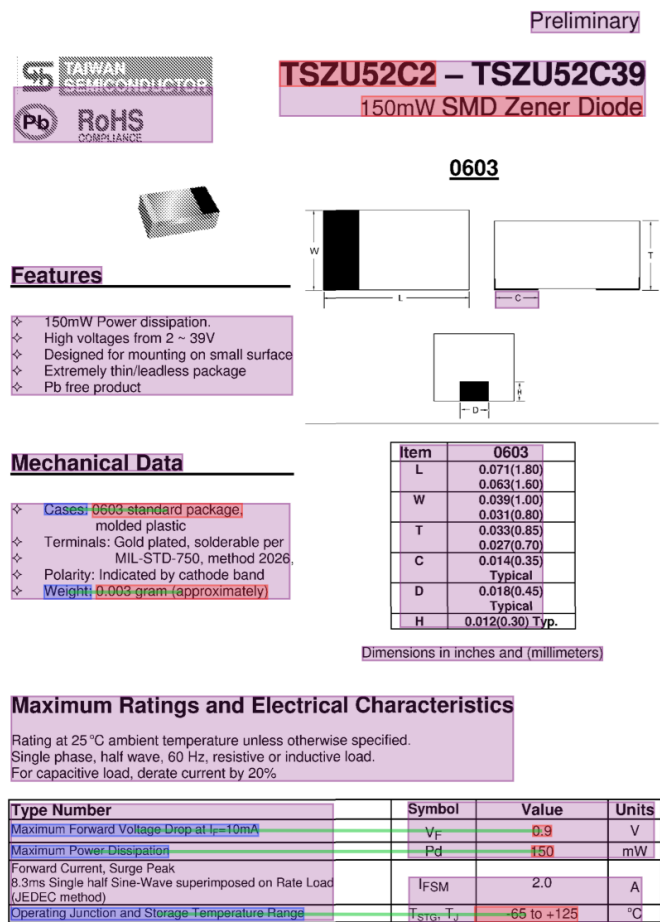 Preliminary
TAIWAN
SEMICONDUCTOR
Pb
RoHS
COMPLIANCE
TSZU52C2 – TSZU52C39
150mW SMD Zener Diode
0603
W
L
T
C
H
D
Features
150mW Power dissipation.
High voltages from 2 ~ 39V
Designed for mounting on small surface
Extremely thin/leadless package
Pb free product
Mechanical Data
Cases: 0603 standard package,
molded plastic
Terminals: Gold plated, solderable per
MIL-STD-750, method 2026,
Polarity: Indicated by cathode band
Weight: 0.003 gram (approximately)
Item 0603
L 0.071(1.80)
0.063(1.60)
W 0.039(1.00)
0.031(0.80)
T 0.033(0.85)
0.027(0.70)
C 0.014(0.35)
Typical
D 0.018(0.45)
Typical
H 0.012(0.30) Typ.
Dimensions in inches and (millimeters)
Maximum Ratings and Electrical Characteristics
Rating at 25 °C ambient temperature unless otherwise specified.
Single phase, half wave, 60 Hz, resistive or inductive load.
For capacitive load, derate current by 20%
Type Number Symbol Value Units
Maximum Forward Voltage Drop at IF=10mA VF 0.9 V
Maximum Power Dissipation Pd 150 mW
Forward Current, Surge Peak
8.3ms Single half Sine-Wave superimposed on Rate Load
(JEDEC method) IFSM 2.0 A
Operating Junction and Storage Temperature Range TSTG, TJ -65 to +125 °C